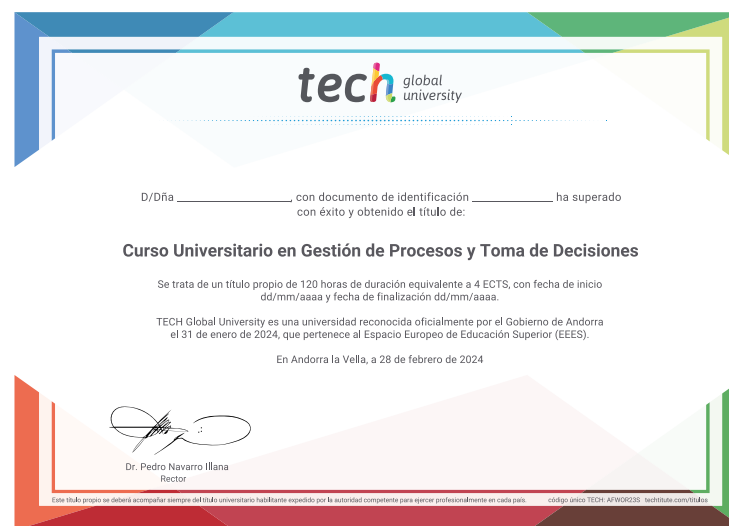 tech global university
D/Dña ____________, con documento de identificación ____________ ha superado
con éxito y obtenido el título de:
Curso Universitario en Gestión de Procesos y Toma de Decisiones
Se trata de un título propio de 120 horas de duración equivalente a 4 ECTS, con fecha de inicio
dd/mm/aaaa y fecha de finalización dd/mm/aaaa.
TECH Global University es una universidad reconocida oficialmente por el Gobierno de Andorra
el 31 de enero de 2024, que pertenece al Espacio Europeo de Educación Superior (EEES).
En Andorra la Vella, a 28 de febrero de 2024
Dr. Pedro Navarro Illana
Rector
Este título propio se deberá acompañar siempre del título universitario habilitante expedido por la autoridad competente para ejercer profesionalmente en cada país. código único TECH: AFWOR23S techtitute.com/titulos